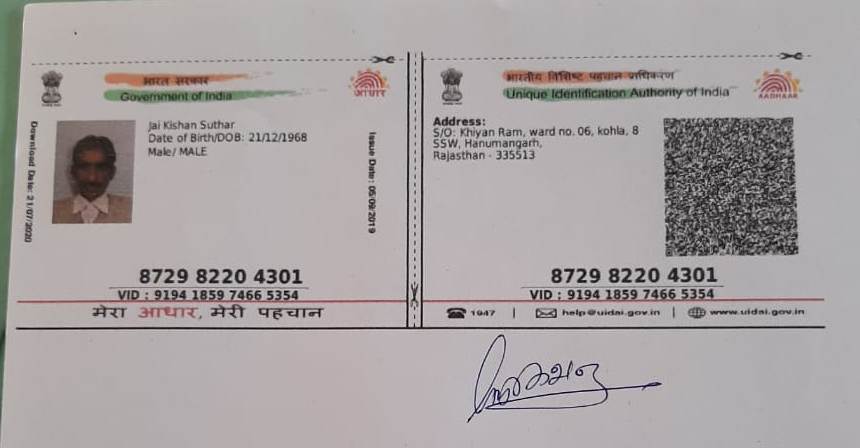 भारत सरकार
Government of India
आधार
Download Date: 21/07/2020
Jai Kishan Suthar
Date of Birth/DOB: 21/12/1968
Male/ MALE
Issue Date: 05/09/2019
8729 8220 4301
VID : 9194 1859 7466 5354
मेरा आधार, मेरी पहचान
भारतीय विशिष्ट पहचान प्राधिकरण
Unique Identification Authority of India
AADHAAR
Address:
S/O: Khiyan Ram, ward no. 06, kohla, 8
SSW, Hanumangarh,
Rajasthan - 335513
8729 8220 4301
VID : 9194 1859 7466 5354
1947 | help@uidai.gov.in | www.uidai.gov.in